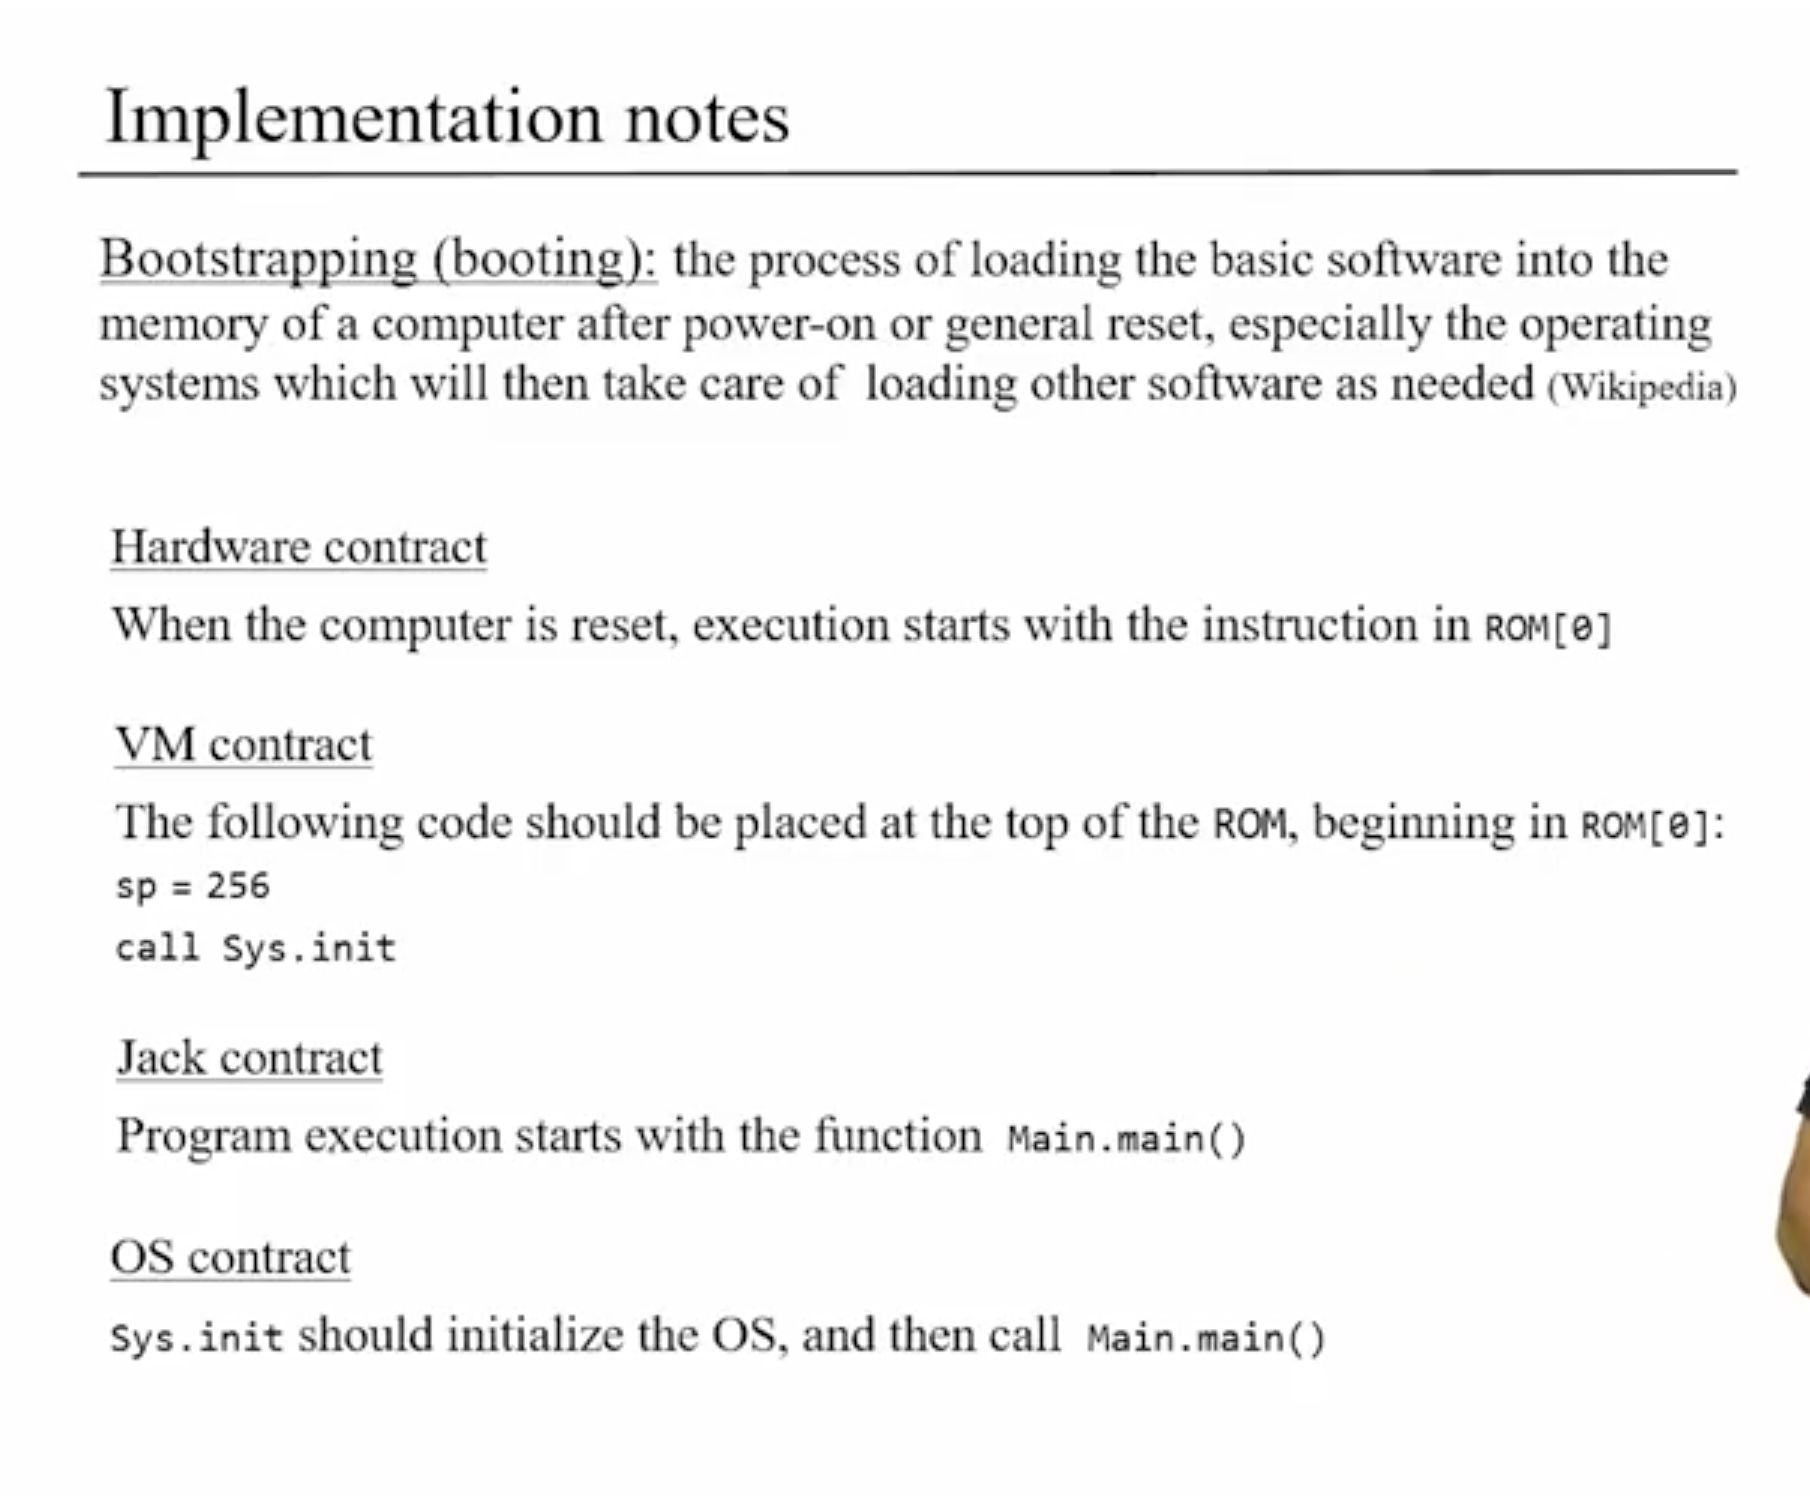 Implementation notes
Bootstrapping (booting): the process of loading the basic software into the
memory of a computer after power-on or general reset, especially the operating
systems which will then take care of loading other software as needed (Wikipedia)
Hardware contract
When the computer is reset, execution starts with the instruction in ROM[0]
VM contract
The following code should be placed at the top of the ROM, beginning in ROM[0]:
sp = 256
call Sys.init
Jack contract
Program execution starts with the function Main.main()
OS contract
Sys.init should initialize the OS, and then call Main.main()